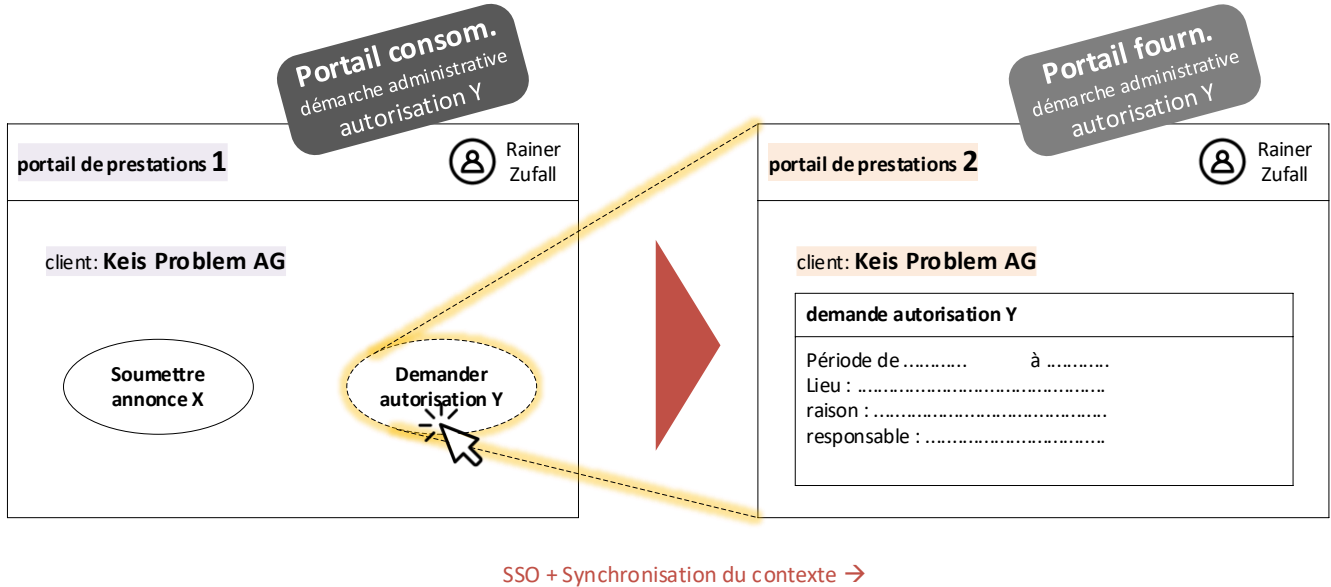 Portail consom.
démarche administrative
autorisation Y
portail de prestations 1
Rainer
Zufall
client: Keis Problem AG
Soumettre
annonce X
Demander
autorisation Y
Portail fourn.
démarche administrative
autorisation Y
portail de prestations 2
Rainer
Zufall
client: Keis Problem AG
demande autorisation Y
Période de ............ à ............
Lieu : ................................................
raison : .............................................
responsable : ...................................
SSO + Synchronisation du contexte →